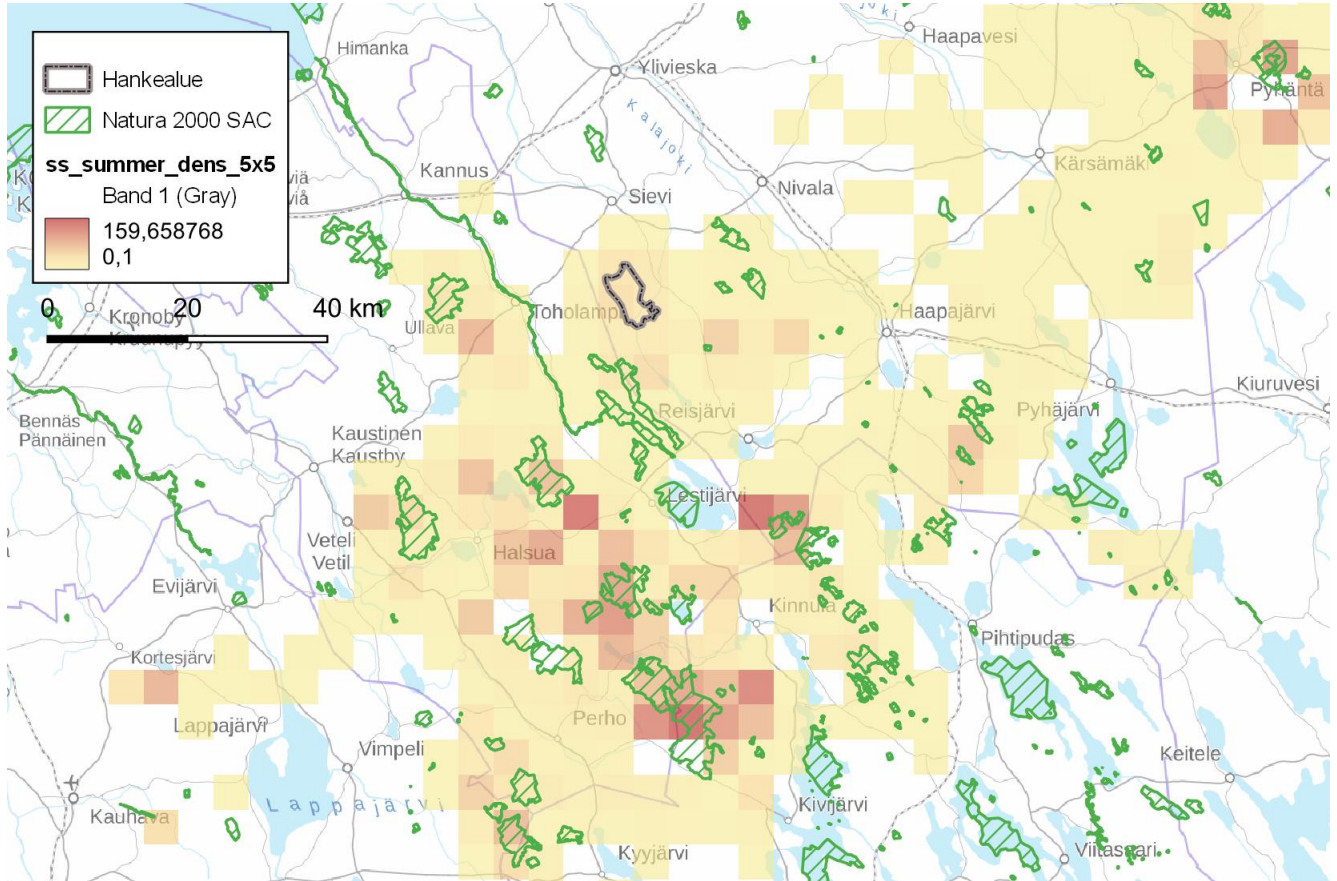 Hankealue
Natura 2000 SAC
ss_summer_dens_5x5
Band 1 (Gray)
159,658768
0,1
0 20 40 km
Himanka
Ylivieska
Haapavesi
Pyhäntä
Kalajoki
Kannus
Sievi
Nivala
Kärsämäki
Kronoby
Ullava
Toholampi
Haapajärvi
Kiuruvesi
Bennäs
Pännäinen
Kaustinen
Kaustby
Reisjärvi
Pyhäjärvi
Lestijärvi
Veteli
Vetil
Halsua
Evijärvi
Kinnula
Pihtipudas
Kortesjärvi
Lappajärvi
Perho
Vimpeli
Keitele
Lappajärvi
Kauhava
Kivijärvi
Kyyjärvi
Viitasaari